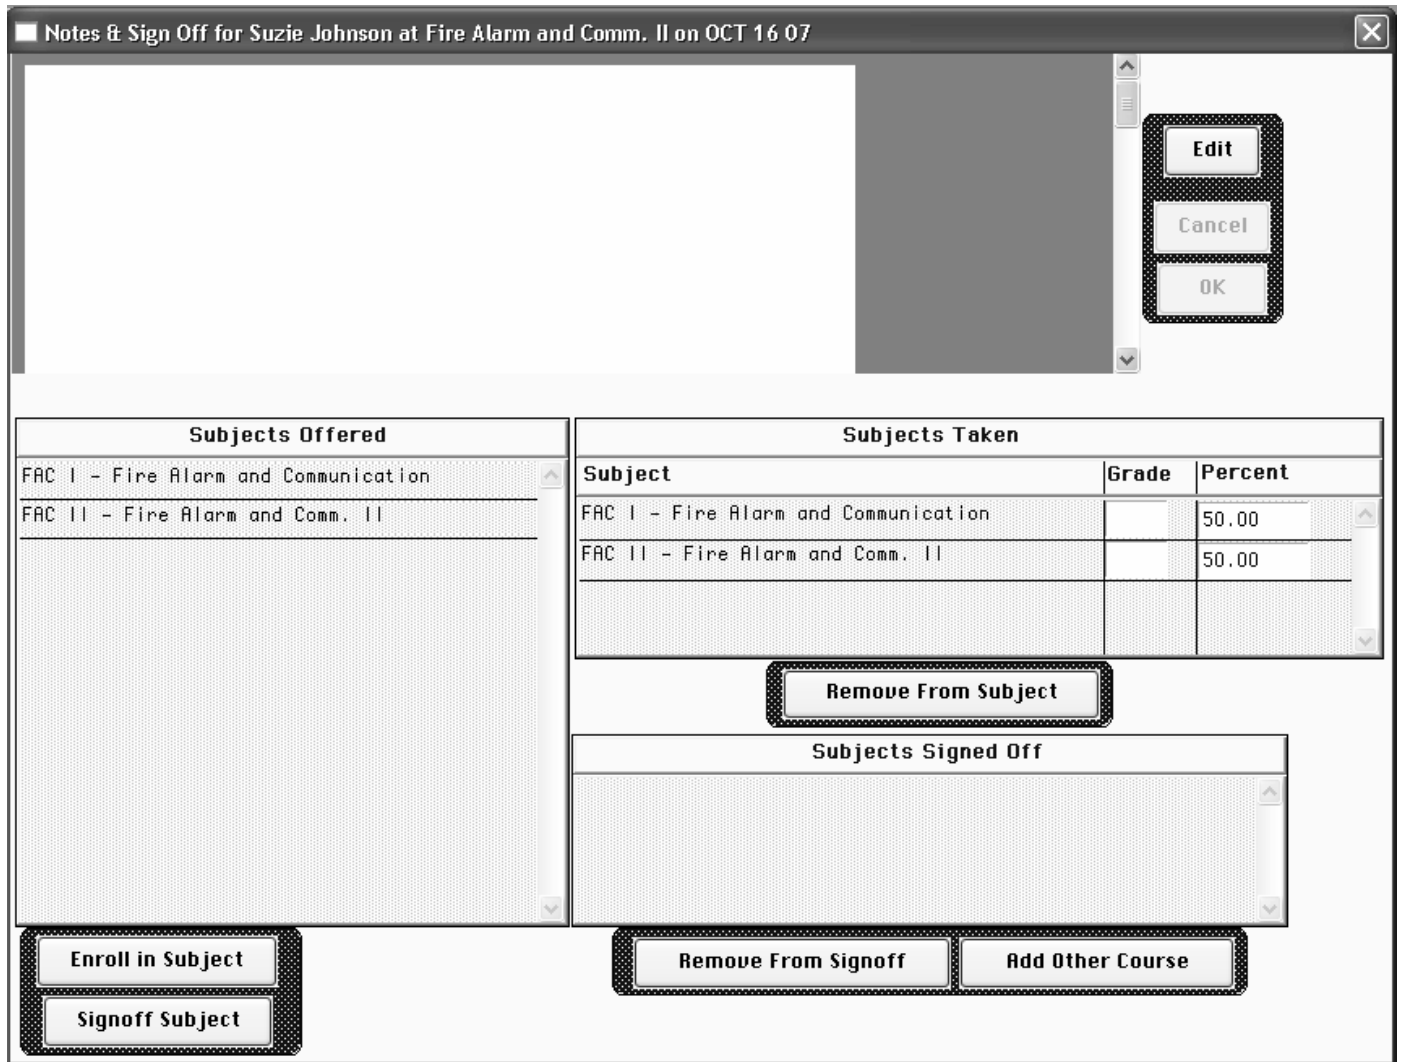 Notes & Sign Off for Suzie Johnson at Fire Alarm and Comm. II on OCT 16 07
Edit
Cancel
OK
Subjects Offered
FAC I - Fire Alarm and Communication
FAC II - Fire Alarm and Comm. II
Subjects Taken
Subject Grade Percent
FAC I - Fire Alarm and Communication 50.00
FAC II - Fire Alarm and Comm. II 50.00
Remove From Subject
Subjects Signed Off
Enroll in Subject
Signoff Subject
Remove From Signoff Add Other Course